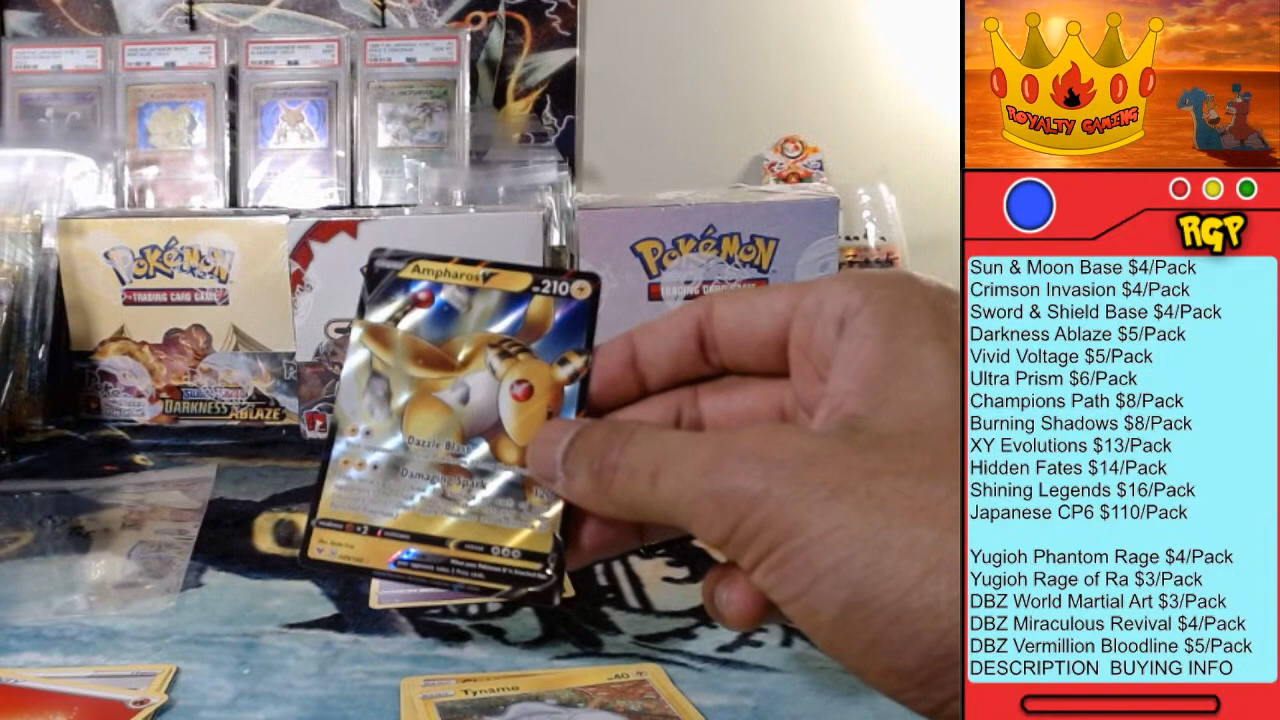 Pokémon
TRADING CARD GAME
DARKNESS ABLAZE
Pokémon
TRADING CARD GAME
Ampharos V
210
Dazzle Blast
Damaging Spark
120
Tynamo
40
ROYALTY GAMING
RGP
Sun & Moon Base $4/Pack
Crimson Invasion $4/Pack
Sword & Shield Base $4/Pack
Darkness Ablaze $5/Pack
Vivid Voltage $5/Pack
Ultra Prism $6/Pack
Champions Path $8/Pack
Burning Shadows $8/Pack
XY Evolutions $13/Pack
Hidden Fates $14/Pack
Shining Legends $16/Pack
Japanese CP6 $110/Pack
Yugioh Phantom Rage $4/Pack
Yugioh Rage of Ra $3/Pack
DBZ World Martial Art $3/Pack
DBZ Miraculous Revival $4/Pack
DBZ Vermillion Bloodline $5/Pack
DESCRIPTION BUYING INFO